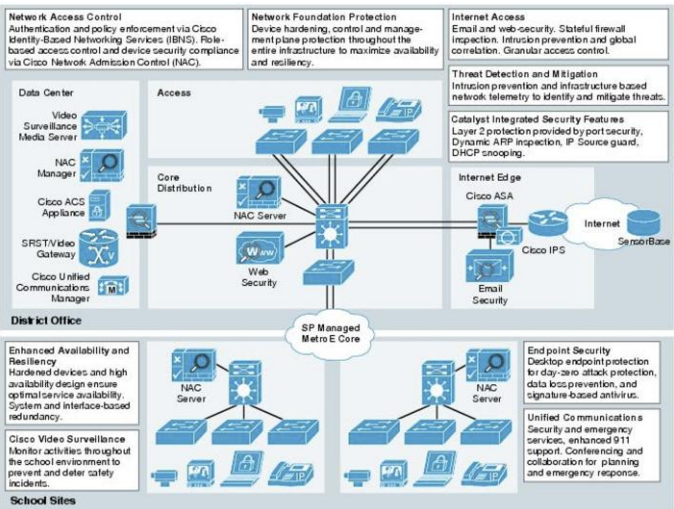 Network Access Control
Authentication and policy enforcement via Cisco
Identity-Based Networking Services (IBNS). Role-
based access control and device security compliance
via Cisco Network Admission Control (NAC).
Network Foundation Protection
Device hardening, control and manage-
ment plane protection throughout the
entire infrastructure to maximize availability
and resiliency.
Internet Access
Email and web-security. Stateful firewall
inspection. Intrusion prevention and global
correlation. Granular access control.
Threat Detection and Mitigation
Intrusion prevention and infrastructure based
network telemetry to identify and mitigate threats.
Catalyst Integrated Security Features
Layer 2 protection provided by port security,
Dynamic ARP inspection, IP Source guard,
DHCP snooping.
Data Center
Video
Surveillance
Media Server
NAC
Manager
Cisco ACS
Appliance
SRST/Video
Gateway
V
Cisco Unified
Communications
Manager
M
Access
IP
Core
Distribution
NAC Server
Www
Web
Security
Internet Edge
Cisco ASA
Cisco IPS
Internet
SensorBase
Email
Security
District Office
SP Managed
Metro E Core
Enhanced Availability and
Resiliency
Hardened devices and high
availability design ensure
optimal service availability.
System and interface-based
redundancy.
Cisco Video Surveillance
Monitor activities throughout
the school environment to
prevent and deter safety
incidents.
NAC
Server
IP
NAC
Server
IP
Endpoint Security
Desktop endpoint protection
for day-zero attack protection,
data loss prevention, and
signature-based antivirus.
Unified Communications
Security and emergency
services, enhanced 911
support. Conferencing and
collaboration for planning
and emergency response.
School Sites